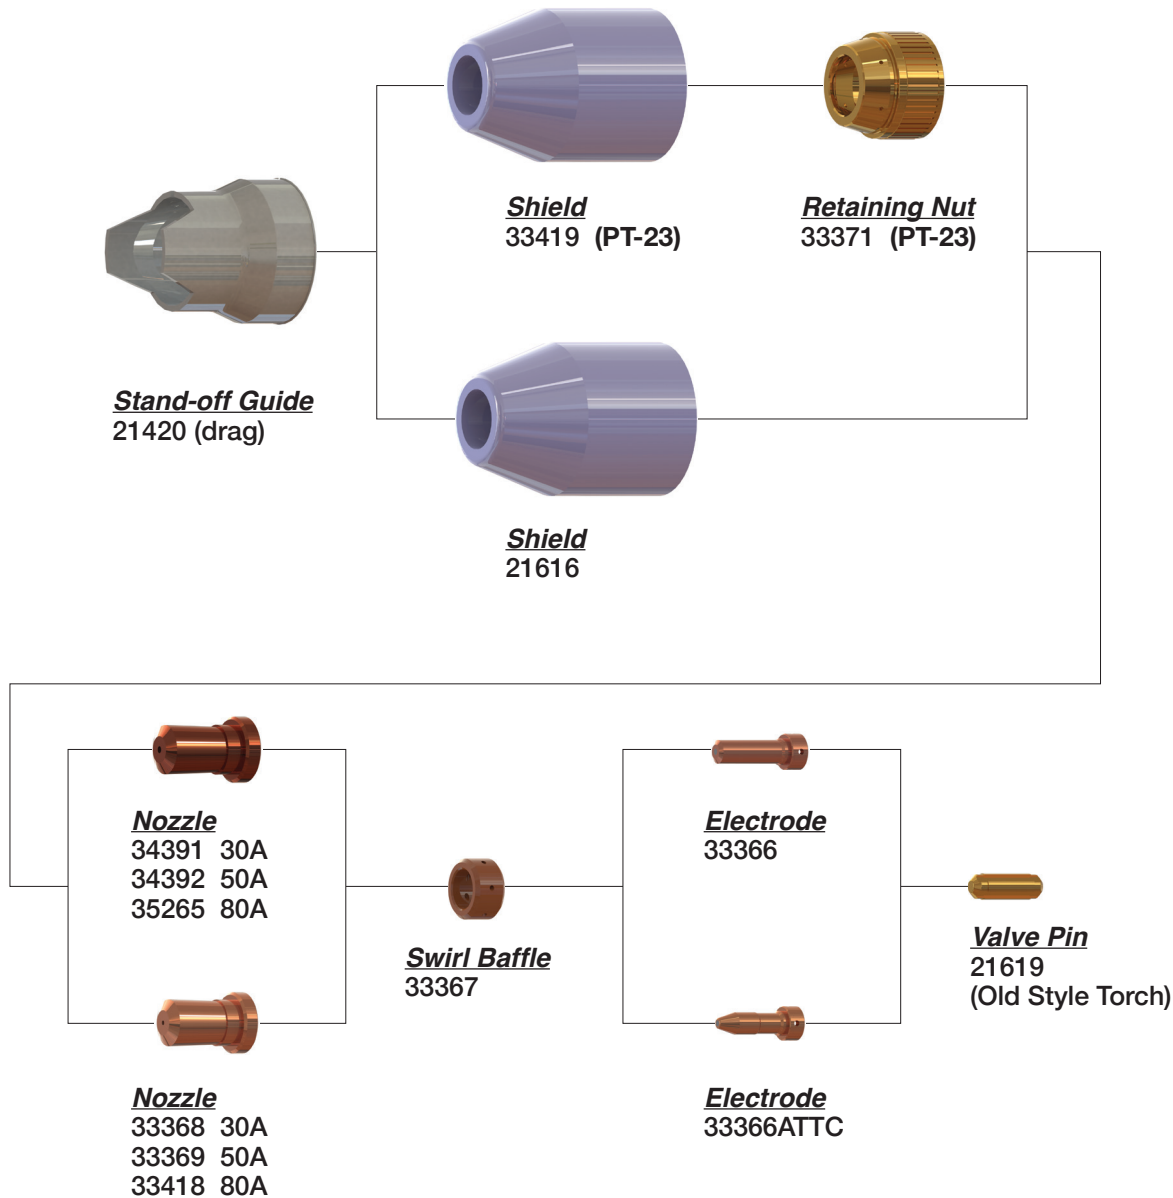 Shield
33419 (PT-23)
Retaining Nut
33371 (PT-23)
Stand-off Guide
21420 (drag)
Shield
21616
Nozzle
34391 30A
34392 50A
35265 80A
Electrode
33366
Swirl Baffle
33367
Valve Pin
21619
(Old Style Torch)
Nozzle
33368 30A
33369 50A
33418 80A
Electrode
33366ATTC